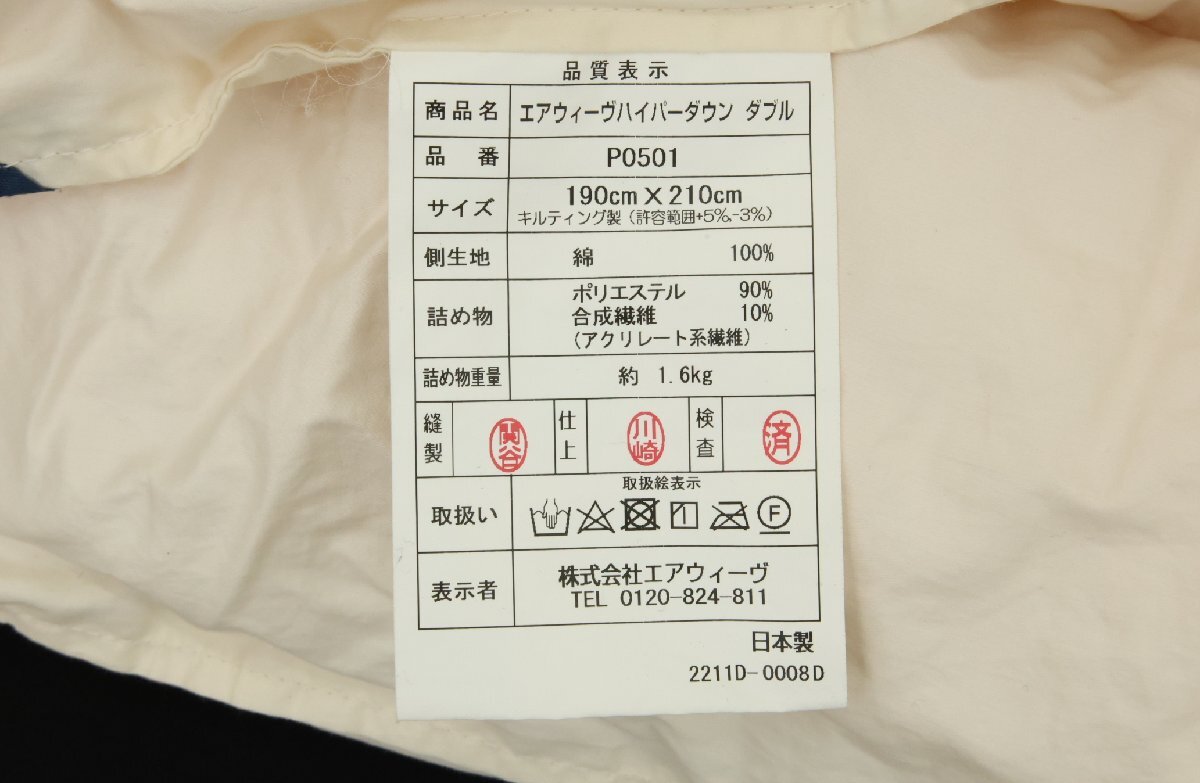 品質表示
商品名 エアウィーヴハイパーダウン ダブル
品 番 P0501
サイズ 190cm X 210cm
キルティング製(許容範囲+5%,-3%)
側生地 綿 100%
詰め物 ポリエステル 90%
合成繊維 10%
(アクリレート系繊維)
詰め物重量 約 1.6kg
縫製 関谷 仕上 川崎 検査 済
取扱い 取扱絵表示
F
表示者 株式会社エアウィーヴ
TEL 0120-824-811
日本製
2211D-0008D